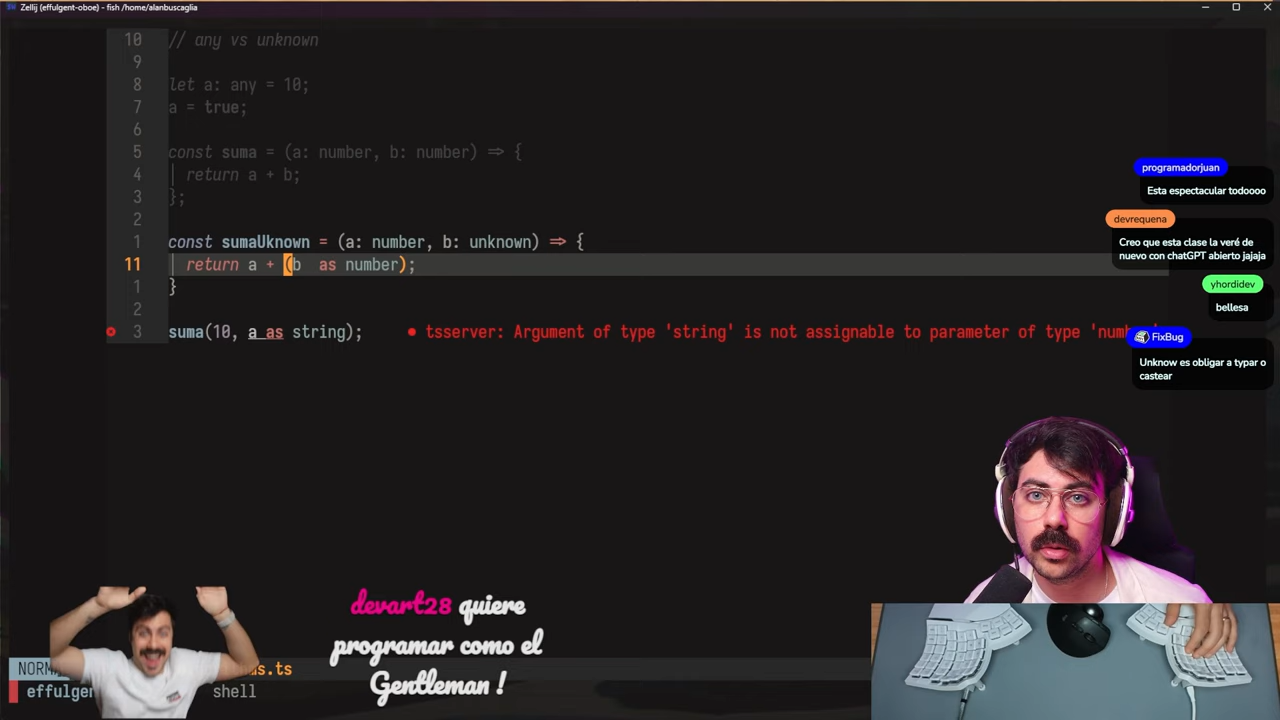 Zellij (effulgent-oboe) - fish /home/alanbuscaglia
10 // any vs unknown
9
8 let a: any = 10;
7 a = true;
6
5 const suma = (a: number, b: number) => {
4 return a + b;
3 };
2
1 const sumaUknown = (a: number, b: unknown) => {
11 return a + (b  as number);
1 }
2
3 suma(10, a as string); ● tsserver: Argument of type 'string' is not assignable to parameter of type
programadorjuan
Esta espectacular todoooo
devrequena
Creo que esta clase la veré de
nuevo con chatGPT abierto jajaja
yhordidev
bellesa
FixBug
Unknow es obligar a typar o
castear
devart28 quiere
programar como el
Gentleman !
NORM
as.ts
effulgen
shell